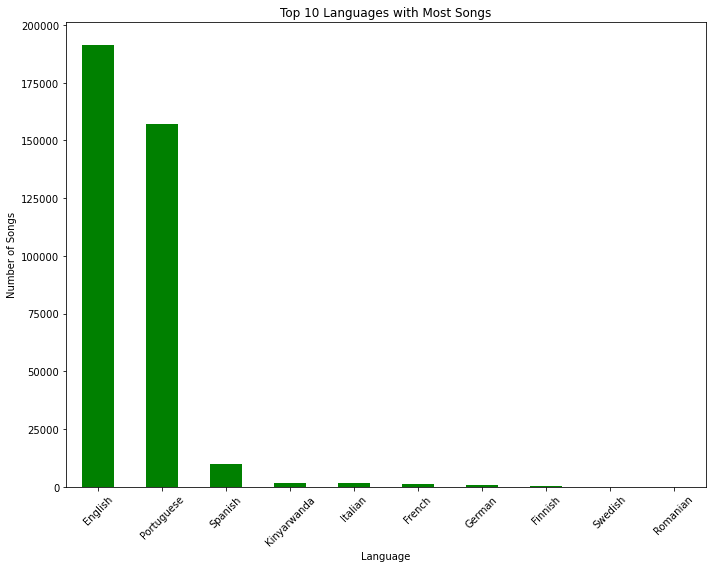 Top 10 Languages with Most Songs
200000
175000
150000
125000
100000
75000
50000
25000
0
Number of Songs
English
Portuguese
Spanish
Kinyarwanda
Italian
French
German
Finnish
Swedish
Romanian
Language